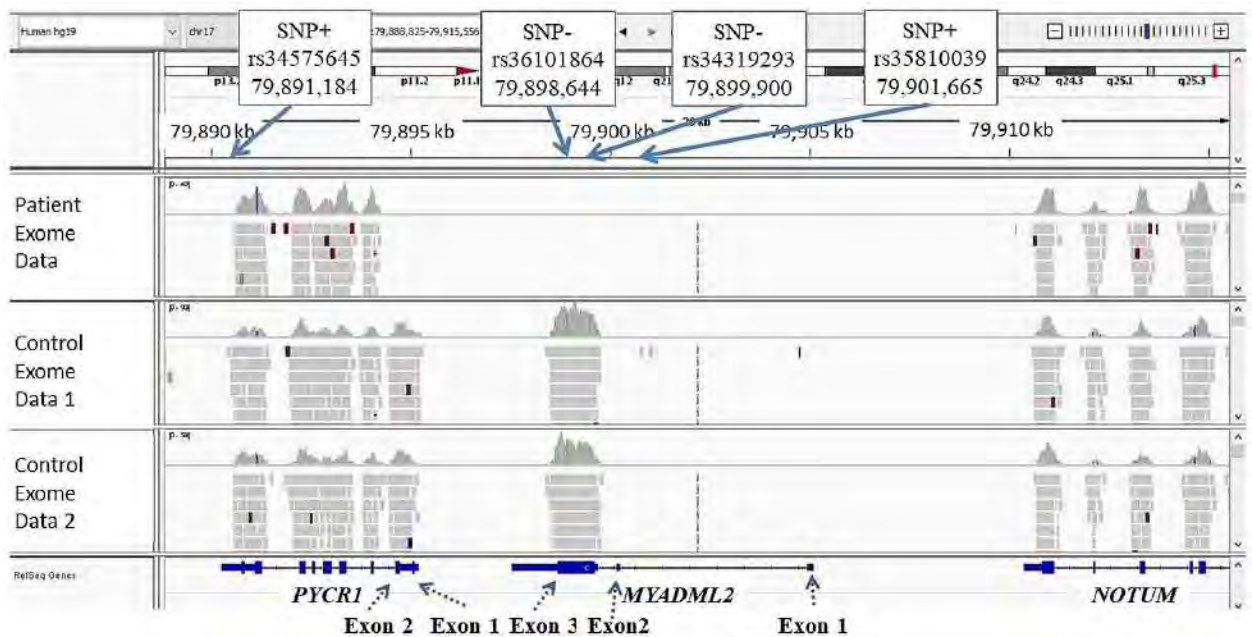 Human hg19
chr17
:79,888,825-79,915,556
SNP+
rs34575645
79,891,184
SNP-
rs36101864
79,898,644
SNP-
rs34319293
79,899,900
SNP+
rs35810039
79,901,665
p11.2
p11.1
q12
q24.2
q24.3
q25.1
q25.3
79,890 kb
79,895 kb
79,900 kb
79,905 kb
79,910 kb
Patient
Exome
Data
Control
Exome
Data 1
Control
Exome
Data 2
RefSeq Genes
PYCR1
MYADML2
NOTUM
Exon 2
Exon 1
Exon 3
Exon2
Exon 1